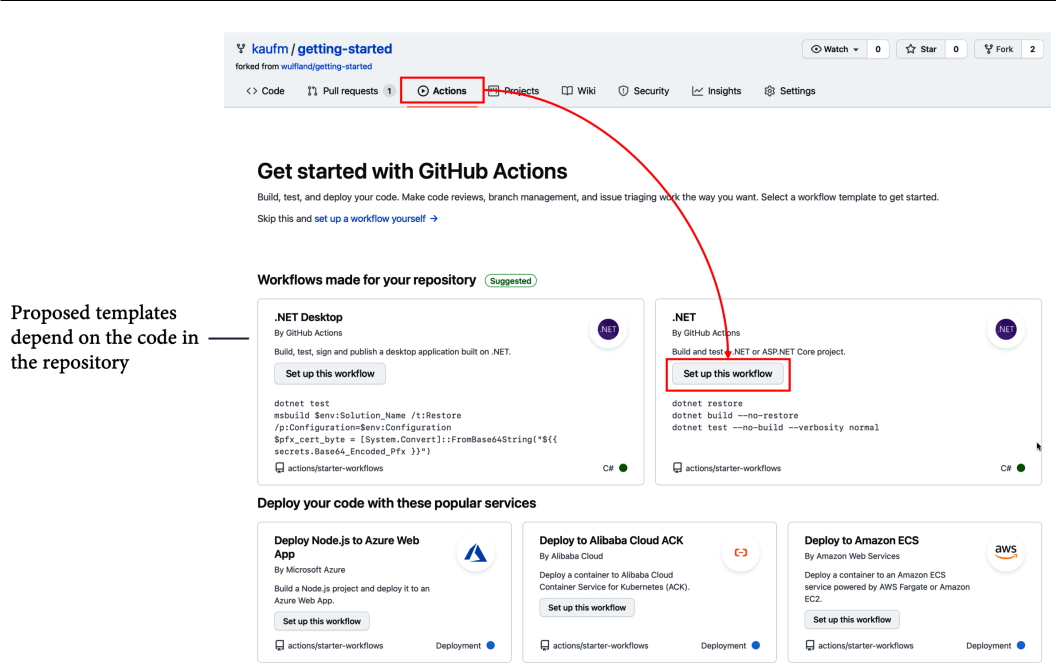 kaufm / getting-started
Watch 0 Star 0 Fork 2
forked from wulfland/getting-started
<> Code Pull requests 1 Actions Projects Wiki Security Insights Settings
Get started with GitHub Actions
Build, test, and deploy your code. Make code reviews, branch management, and issue triaging work the way you want. Select a workflow template to get started.
Skip this and set up a workflow yourself →
Workflows made for your repository Suggested
Proposed templates
depend on the code in
the repository
.NET Desktop
By GitHub Actions
.NET
Build, test, sign and publish a desktop application built on .NET.
Set up this workflow
dotnet test
msbuild $env:Solution_Name /t:Restore
/p:Configuration=$env:Configuration
$pfx_cert_byte = [System.Convert]::FromBase64String("${{
secrets.Base64_Encoded_Pfx }}")
actions/starter-workflows C#
.NET
By GitHub Actions
.NET
Build and test a .NET or ASP.NET Core project.
Set up this workflow
dotnet restore
dotnet build --no-restore
dotnet test --no-build --verbosity normal
actions/starter-workflows C#
Deploy your code with these popular services
Deploy Node.js to Azure Web
App
By Microsoft Azure
Build a Node.js project and deploy it to an
Azure Web App.
Set up this workflow
actions/starter-workflows Deployment
Deploy to Alibaba Cloud ACK
By Alibaba Cloud
Deploy a container to Alibaba Cloud
Container Service for Kubernetes (ACK).
Set up this workflow
actions/starter-workflows Deployment
Deploy to Amazon ECS
By Amazon Web Services
aws
Deploy a container to an Amazon ECS
service powered by AWS Fargate or Amazon
EC2.
Set up this workflow
actions/starter-workflows Deployment